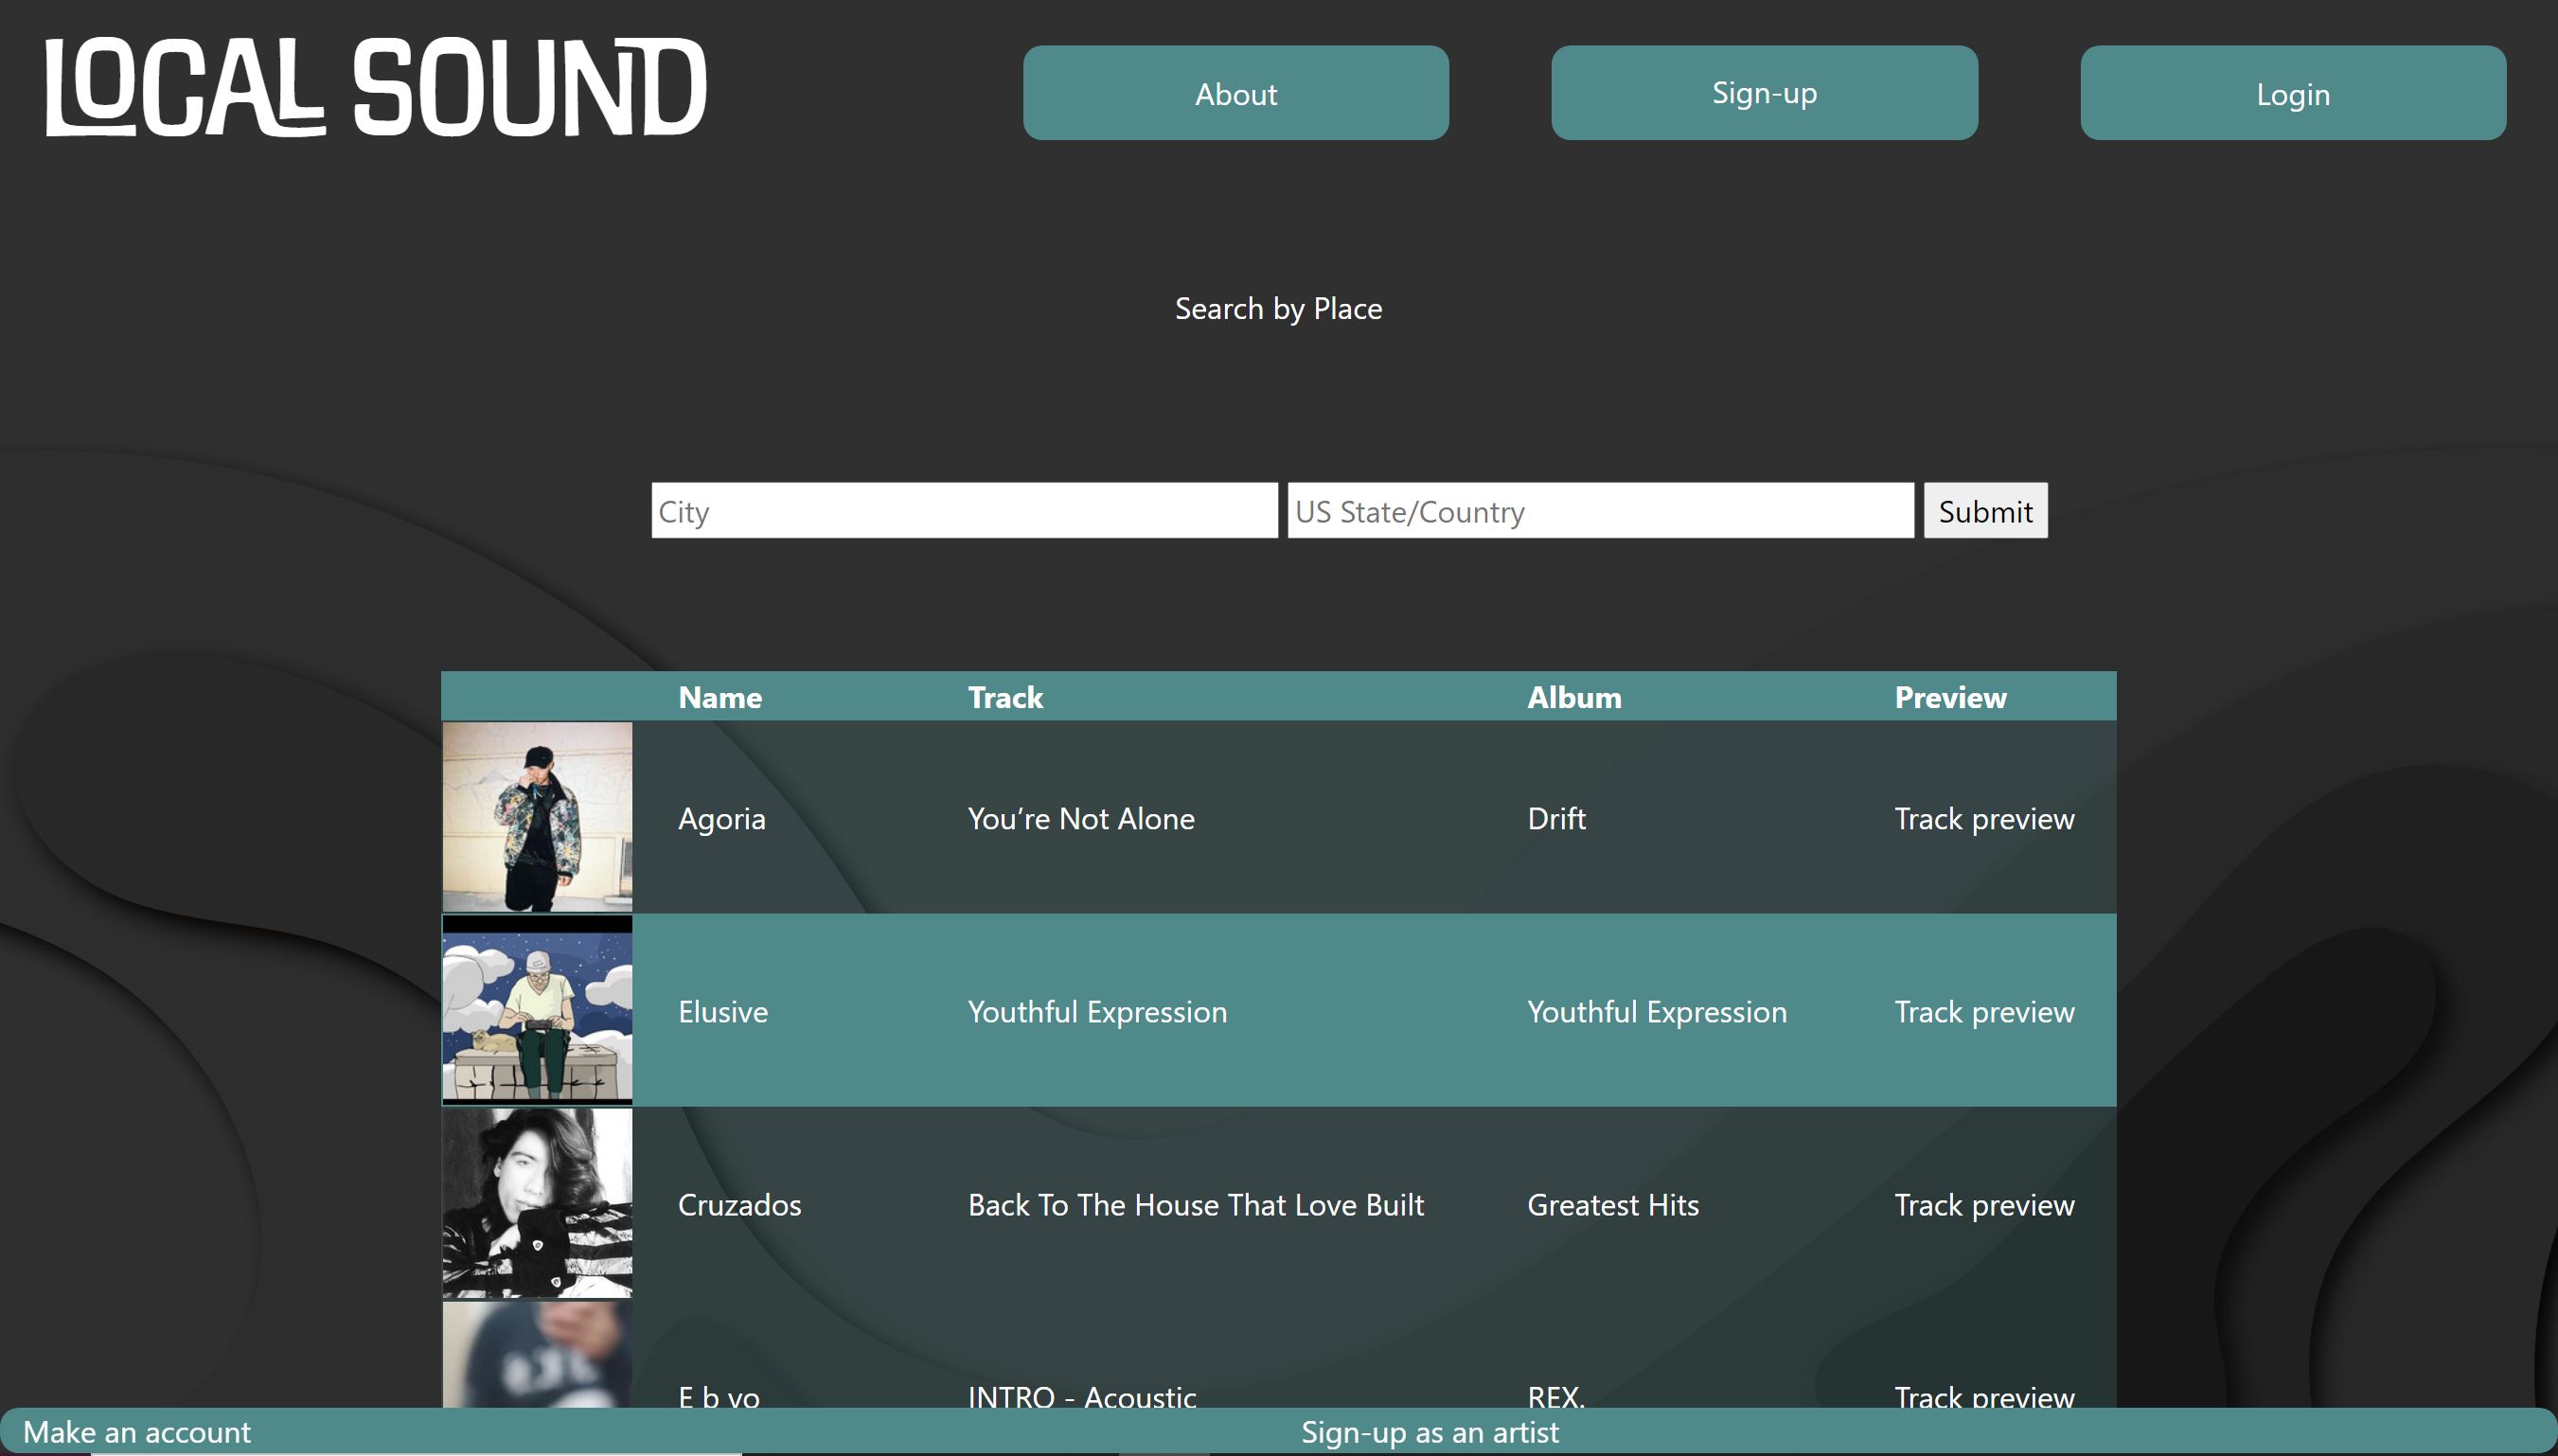 LOCAL SOUND
About
Sign-up
Login
Search by Place
City
US State/Country
Submit
Name Track Album Preview
Agoria You’re Not Alone Drift Track preview
Elusive Youthful Expression Youthful Expression Track preview
Cruzados Back To The House That Love Built Greatest Hits Track preview
E b yo INTRO - Acoustic REX. Track preview
Make an account
Sign-up as an artist